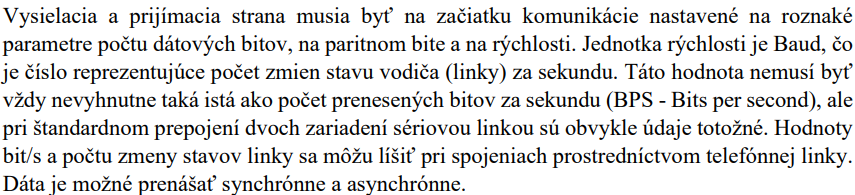 Vysielacia a prijímacia strana musia byť na začiatku komunikácie nastavené na roznaké
parametre počtu dátových bitov, na paritnom bite a na rýchlosti. Jednotka rýchlosti je Baud, čo
je číslo reprezentujúce počet zmien stavu vodiča (linky) za sekundu. Táto hodnota nemusí byť
vždy nevyhnutne taká istá ako počet prenesených bitov za sekundu (BPS - Bits per second), ale
pri štandardnom prepojení dvoch zariadení sériovou linkou sú obvykle údaje totožné. Hodnoty
bit/s a počtu zmeny stavov linky sa môžu líšiť pri spojeniach prostredníctvom telefónnej linky.
Dáta je možné prenášať synchrónne a asynchrónne.